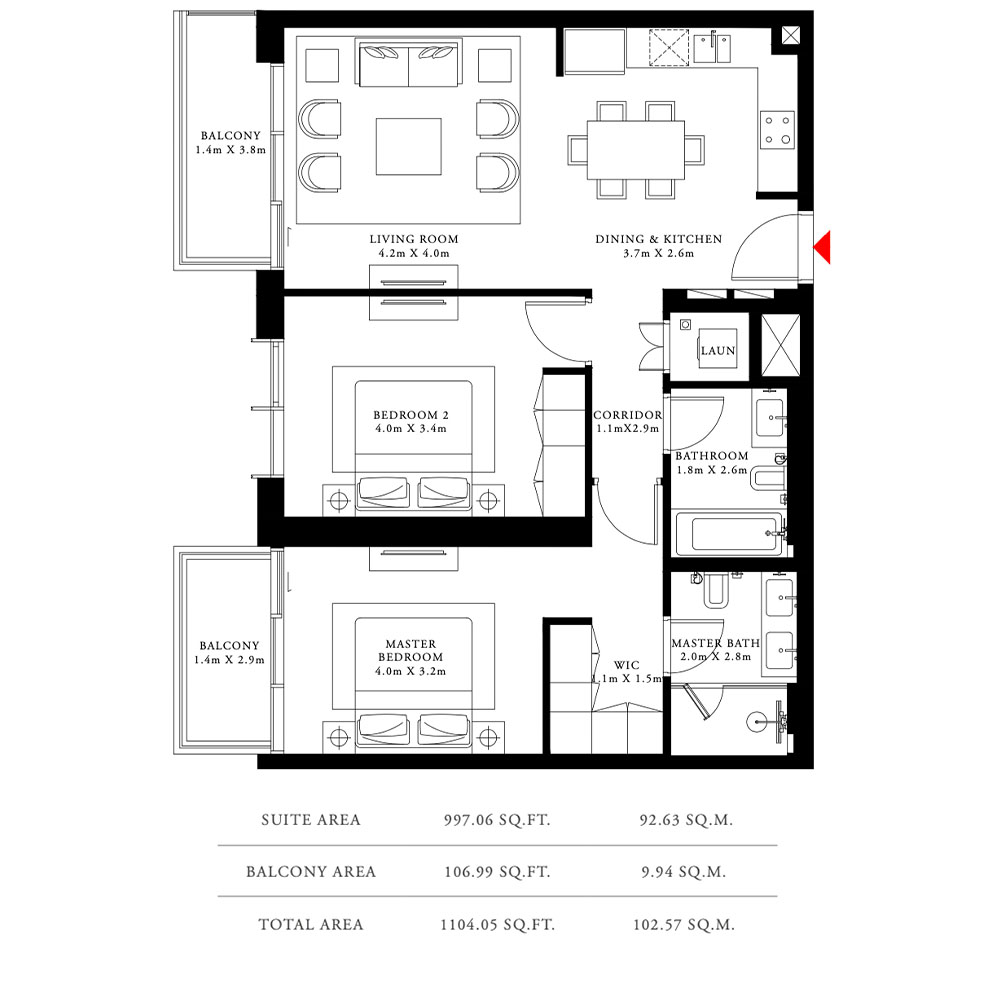 BALCONY
1.4m X 3.8m
LIVING ROOM
4.2m X 4.0m
DINING & KITCHEN
3.7m X 2.6m
LAUN
BEDROOM 2
4.0m X 3.4m
CORRIDOR
1.1mX2.9m
BATHROOM
1.8m X 2.6m
BALCONY
1.4m X 2.9m
MASTER
BEDROOM
4.0m X 3.2m
WIC
1.1m X 1.5m
MASTER BATH
2.0m X 2.8m
SUITE AREA 997.06 SQ.FT. 92.63 SQ.M.
BALCONY AREA 106.99 SQ.FT. 9.94 SQ.M.
TOTAL AREA 1104.05 SQ.FT. 102.57 SQ.M.